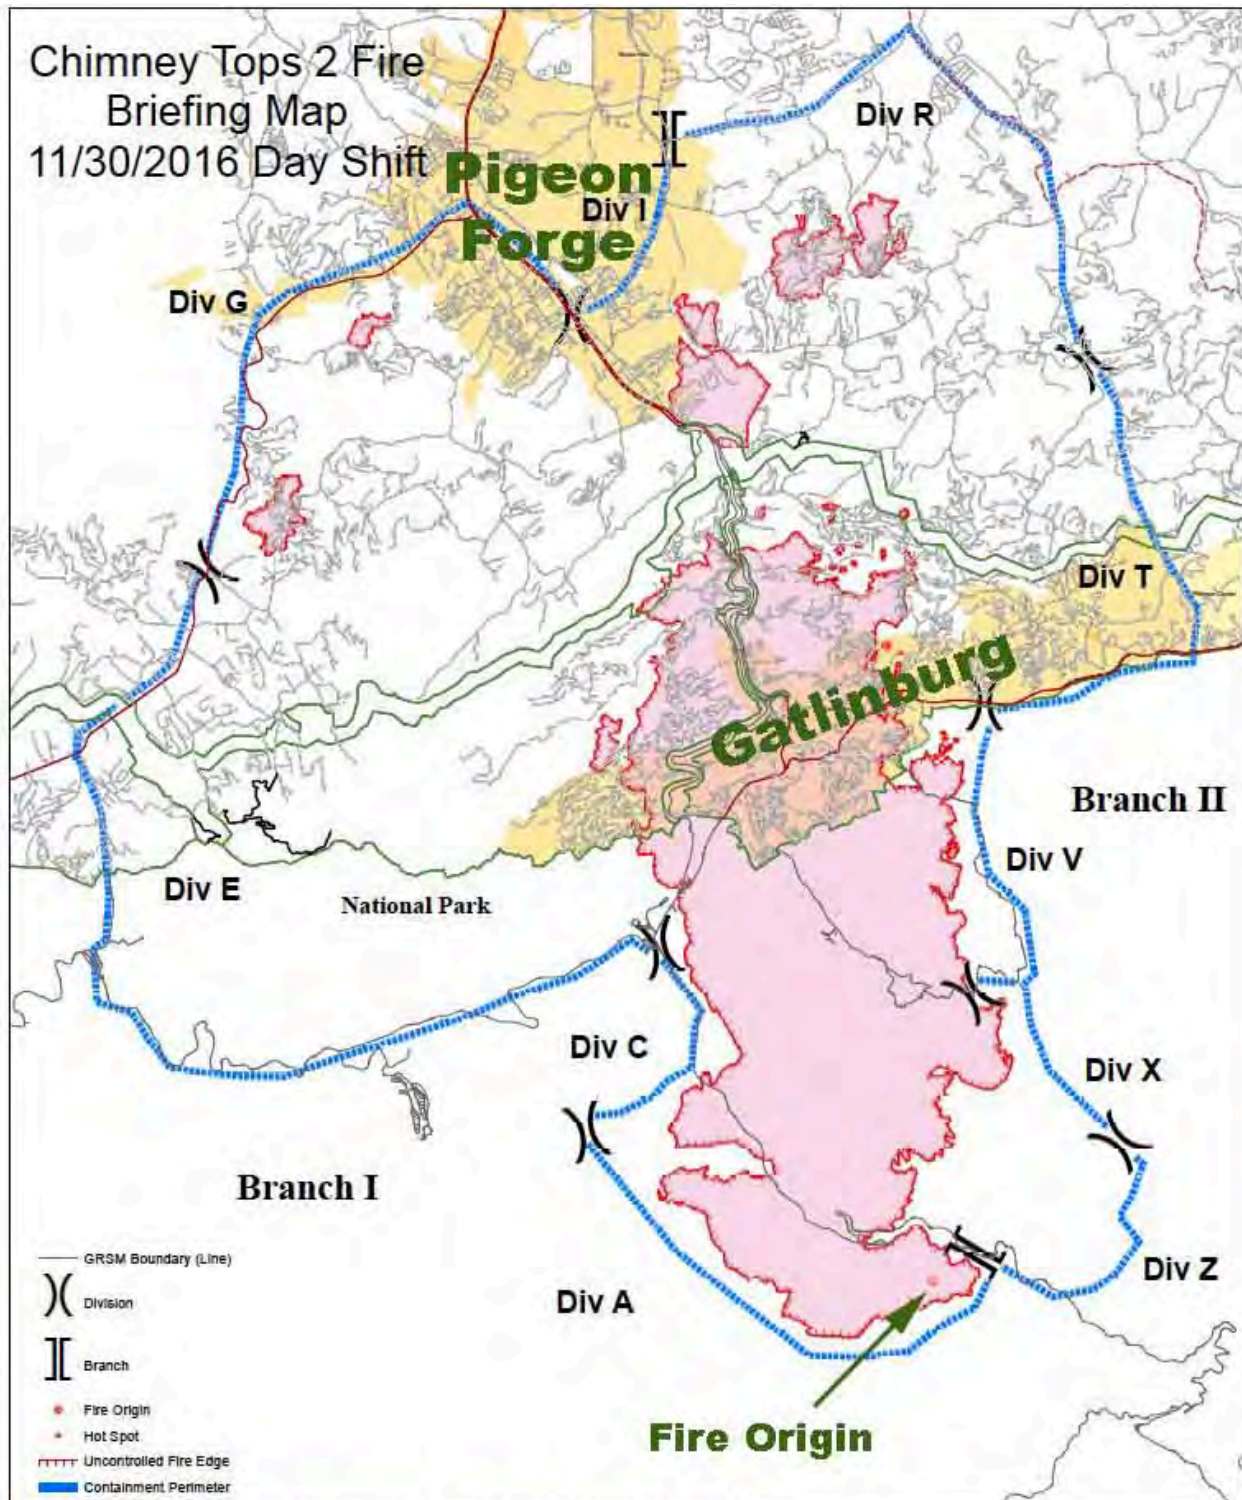 Chimney Tops 2 Fire
Briefing Map
11/30/2016 Day Shift
Div R
Pigeon
Div I
Forge
Div G
Div T
Gatlinburg
Branch II
Div V
Div E
National Park
Div C
Div X
Branch I
Div Z
Div A
Fire Origin
GRSM Boundary (Line)
Division
Branch
Fire Origin
Hot Spot
Uncontrolled Fire Edge
Containment Perimeter